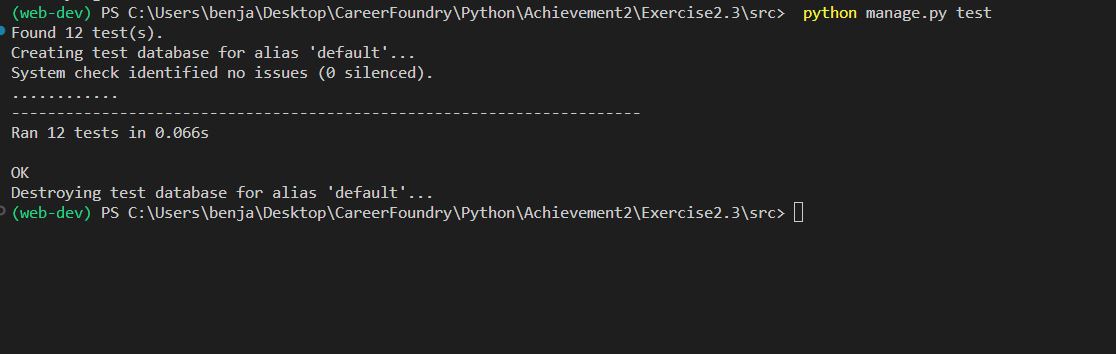 (web-dev) PS C:\Users\benja\Desktop\CareerFoundry\Python\Achievement2\Exercise2.3\src>  python manage.py test
Found 12 test(s).
Creating test database for alias 'default'...
System check identified no issues (0 silenced).
............
----------------------------------------------------------------------
Ran 12 tests in 0.066s

OK
Destroying test database for alias 'default'...
(web-dev) PS C:\Users\benja\Desktop\CareerFoundry\Python\Achievement2\Exercise2.3\src>